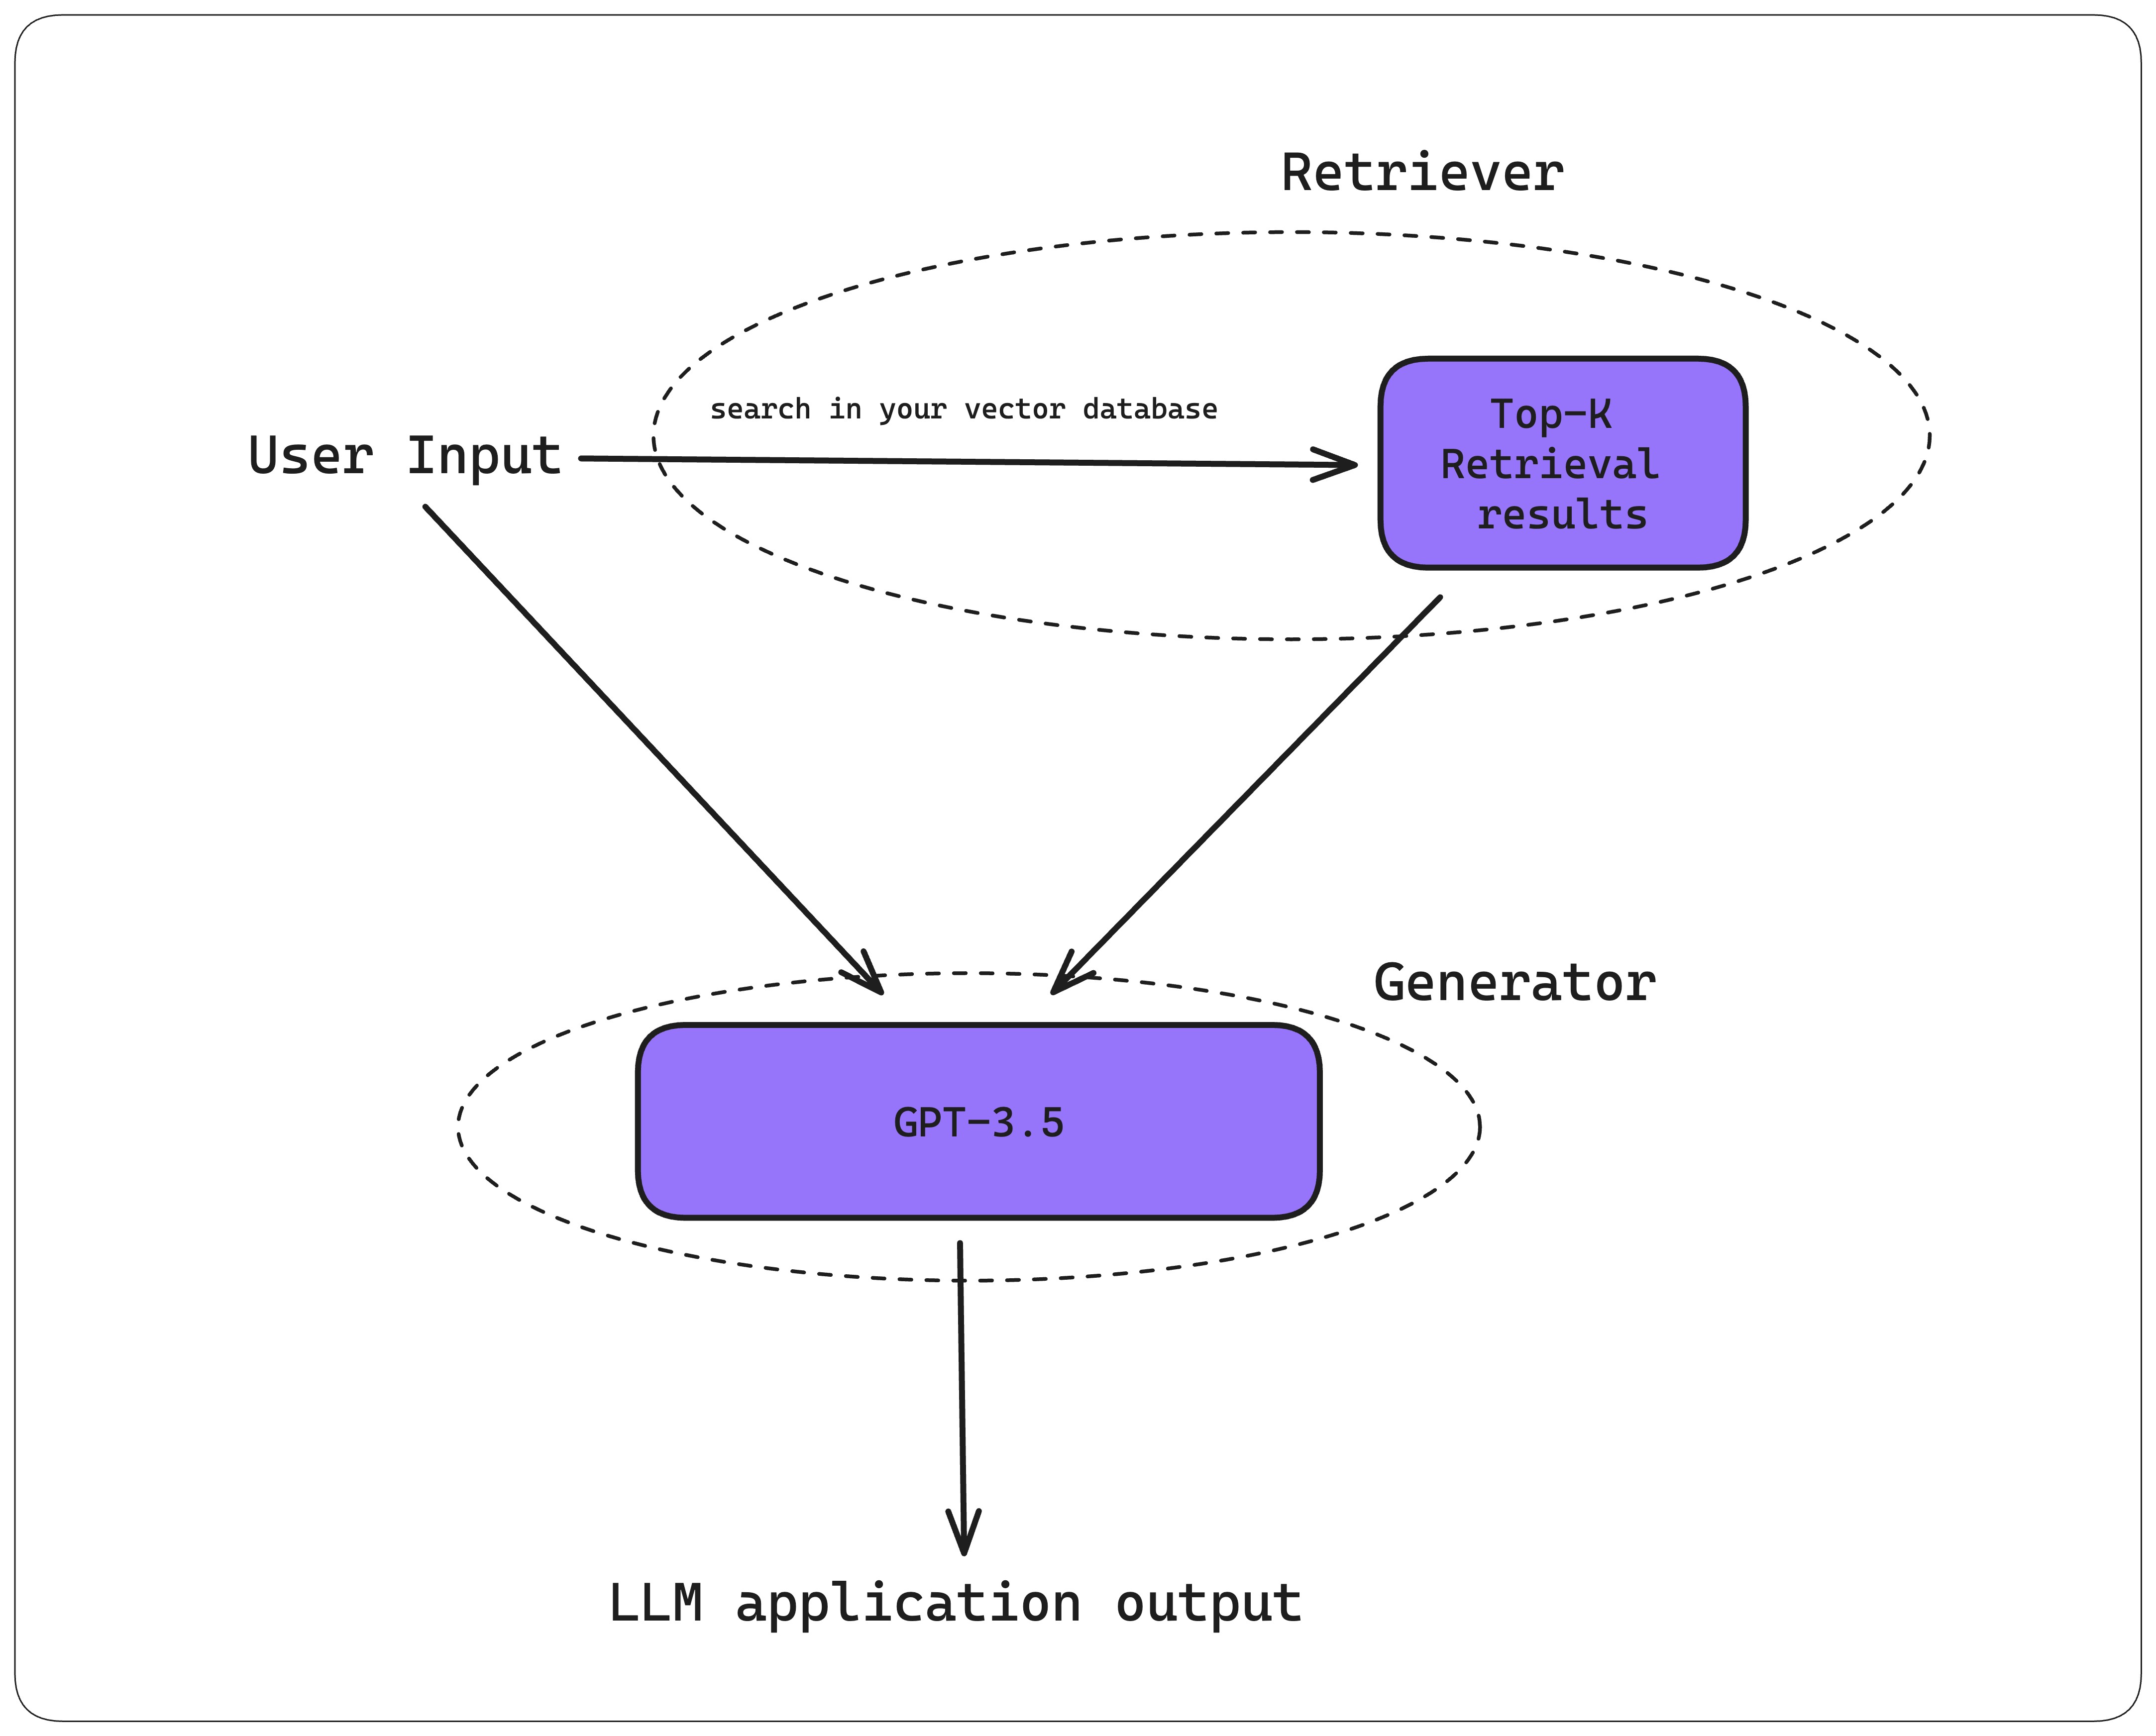 Retriever
search in your vector database
User Input
Top-K
Retrieval
results
Generator
GPT-3.5
LLM application output